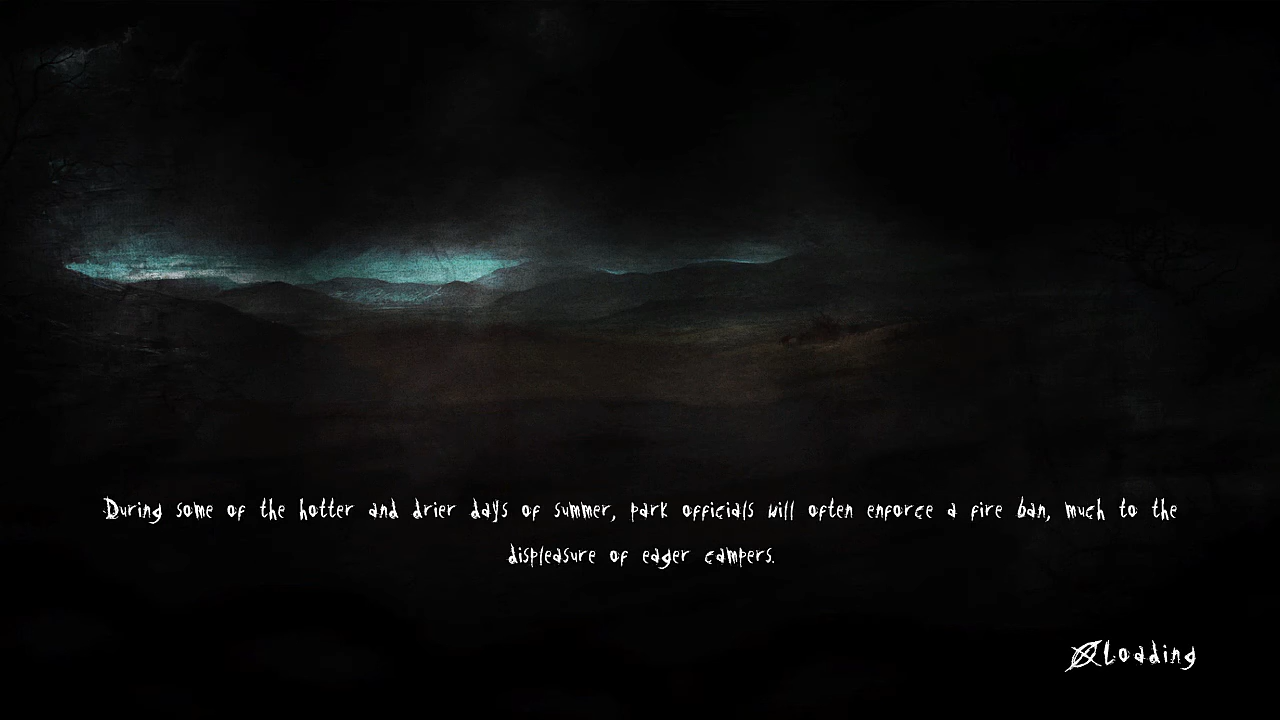 During some of the hotter and drier days of summer, park officials will often enforce a fire ban, much to the
displeasure of eager campers.
Loading